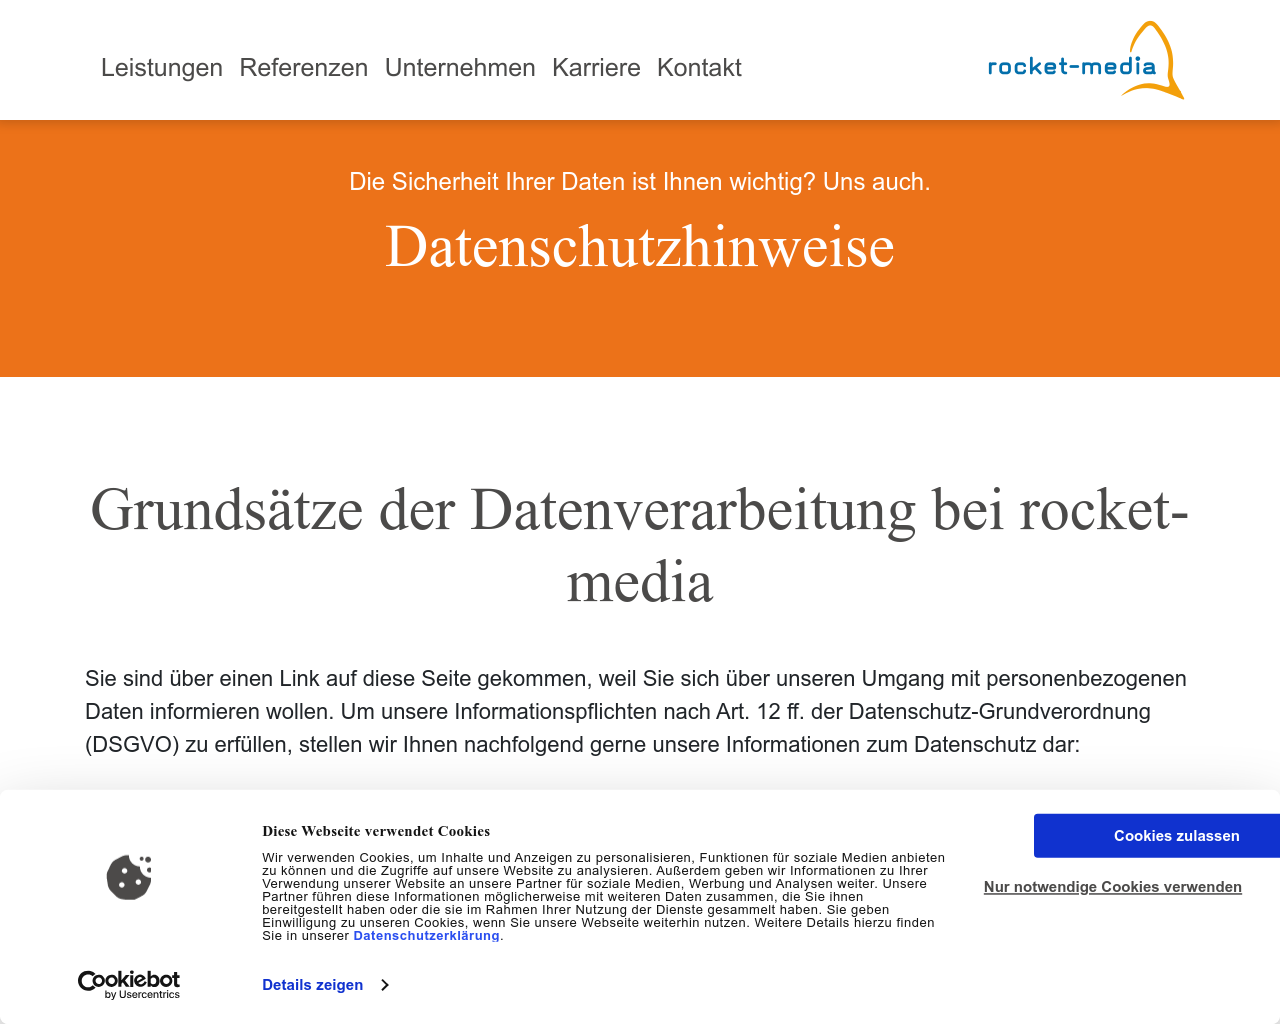 Leistungen Referenzen Unternehmen Karriere Kontakt
rocket-media
Die Sicherheit Ihrer Daten ist Ihnen wichtig? Uns auch.
Datenschutzhinweise
Grundsätze der Datenverarbeitung bei rocket-
media
Sie sind über einen Link auf diese Seite gekommen, weil Sie sich über unseren Umgang mit personenbezogenen
Daten informieren wollen. Um unsere Informationspflichten nach Art. 12 ff. der Datenschutz-Grundverordnung
(DSGVO) zu erfüllen, stellen wir Ihnen nachfolgend gerne unsere Informationen zum Datenschutz dar:
Diese Webseite verwendet Cookies
Wir verwenden Cookies, um Inhalte und Anzeigen zu personalisieren, Funktionen für soziale Medien anbieten
zu können und die Zugriffe auf unsere Website zu analysieren. Außerdem geben wir Informationen zu Ihrer
Verwendung unserer Website an unsere Partner für soziale Medien, Werbung und Analysen weiter. Unsere
Partner führen diese Informationen möglicherweise mit weiteren Daten zusammen, die Sie ihnen
bereitgestellt haben oder die sie im Rahmen Ihrer Nutzung der Dienste gesammelt haben. Sie geben
Einwilligung zu unseren Cookies, wenn Sie unsere Webseite weiterhin nutzen. Weitere Details hierzu finden
Sie in unserer Datenschutzerklärung.
Cookies zulassen
Nur notwendige Cookies verwenden
Cookiebot
by Usercentrics
Details zeigen